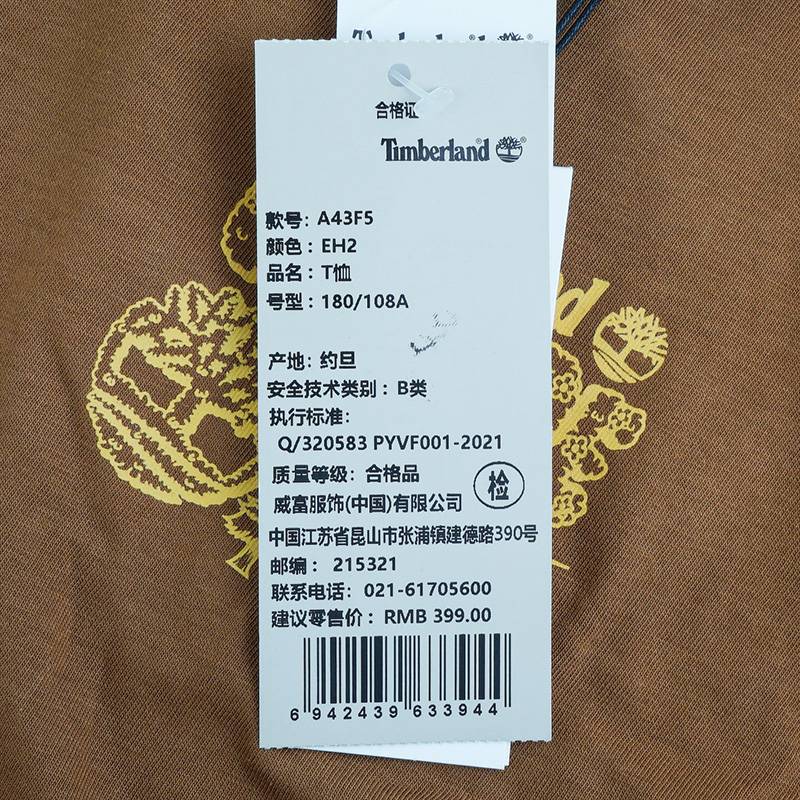 合格证
Timberland
款号: A43F5
颜色: EH2
品名: T恤
号型: 180/108A
产地: 约旦
安全技术类别: B类
执行标准:
Q/320583 PYVF001-2021
质量等级: 合格品
检
威富服饰(中国)有限公司
中国江苏省昆山市张浦镇建德路390号
邮编: 215321
联系电话: 021-61705600
建议零售价: RMB 399.00
6 942439 633944